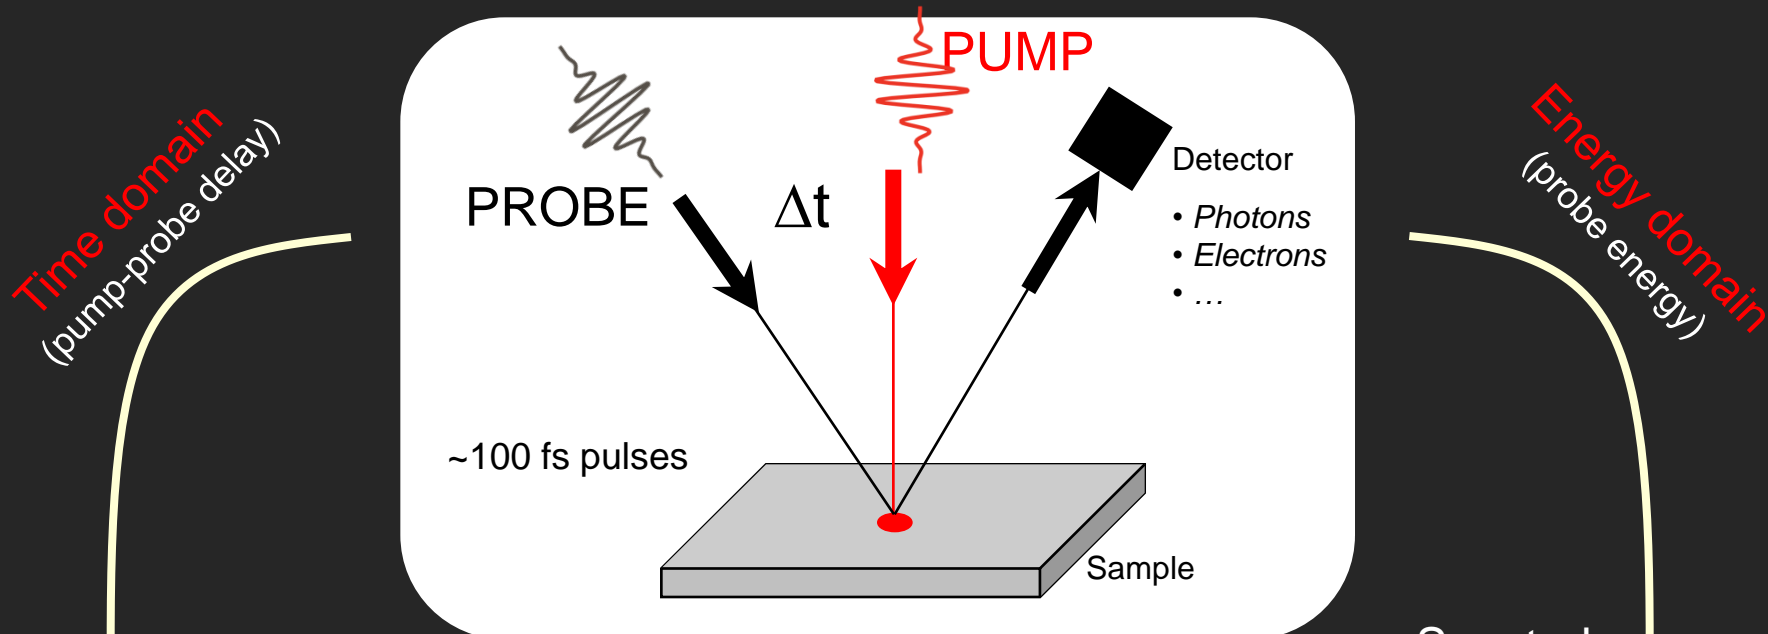 PUMP
Time domain
(pump-probe delay)
Energy domain
(probe energy)
PROBE
Δt
Detector
• Photons
• Electrons
• ...
~100 fs pulses
Sample